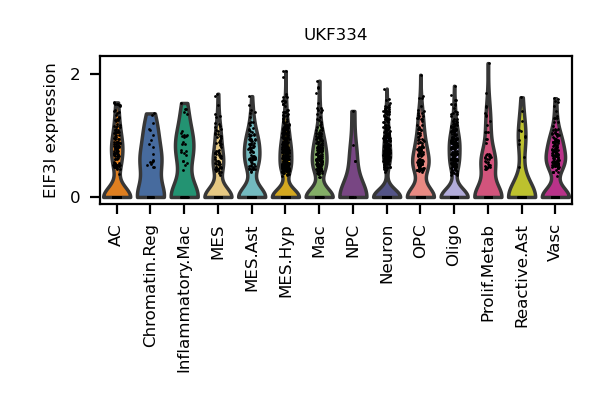 UKF334
EIF3I expression
2
0
AC
Chromatin.Reg
Inflammatory.Mac
MES
MES.Ast
MES.Hyp
Mac
NPC
Neuron
OPC
Oligo
Prolif.Metab
Reactive.Ast
Vasc